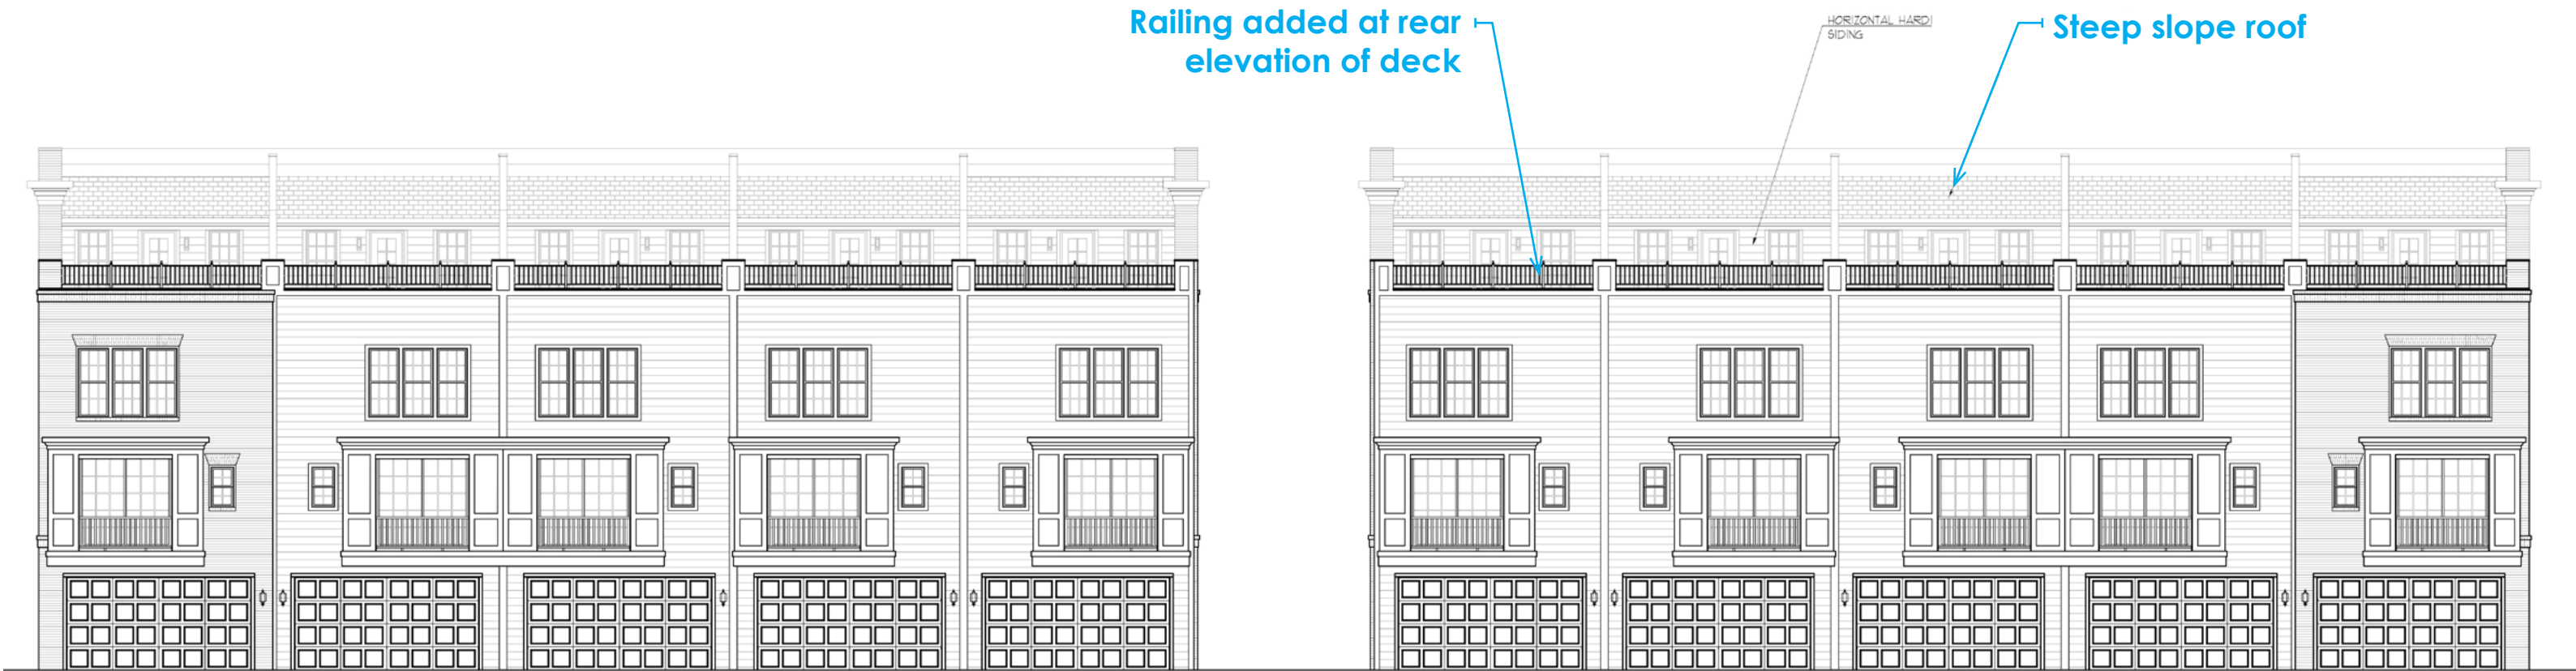 Railing added at rear
elevation of deck
HORIZONTAL HARDI
SIDING
Steep slope roof